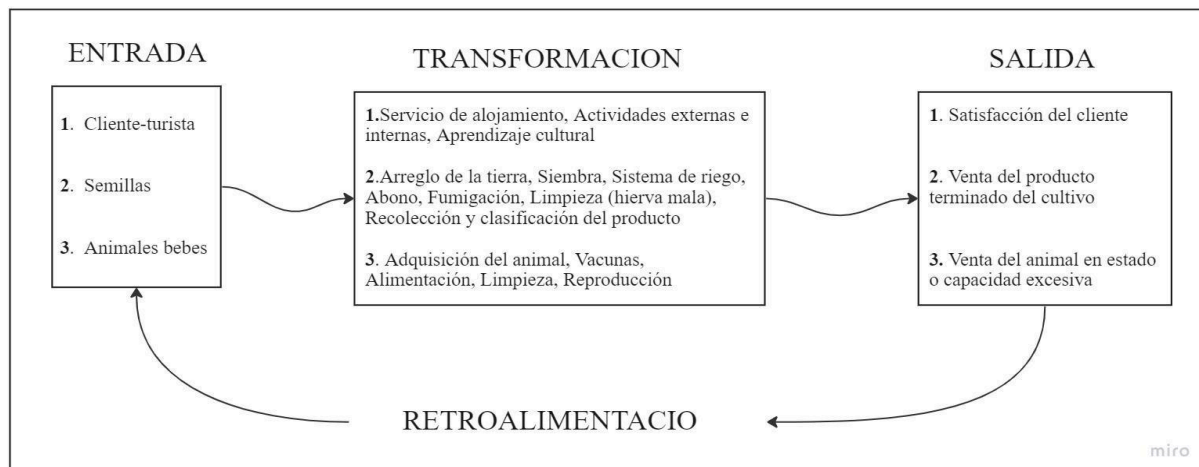 ENTRADA
1. Cliente-turista
2. Semillas
3. Animales bebes
TRANSFORMACION
1.Servicio de alojamiento, Actividades externas e
internas, Aprendizaje cultural
2.Arreglo de la tierra, Siembra, Sistema de riego,
Abono, Fumigación, Limpieza (hierva mala),
Recolección y clasificación del producto
3. Adquisición del animal, Vacunas,
Alimentación, Limpieza, Reproducción
SALIDA
1. Satisfacción del cliente
2. Venta del producto
terminado del cultivo
3. Venta del animal en estado
o capacidad excesiva
RETROALIMENTACIO
miro